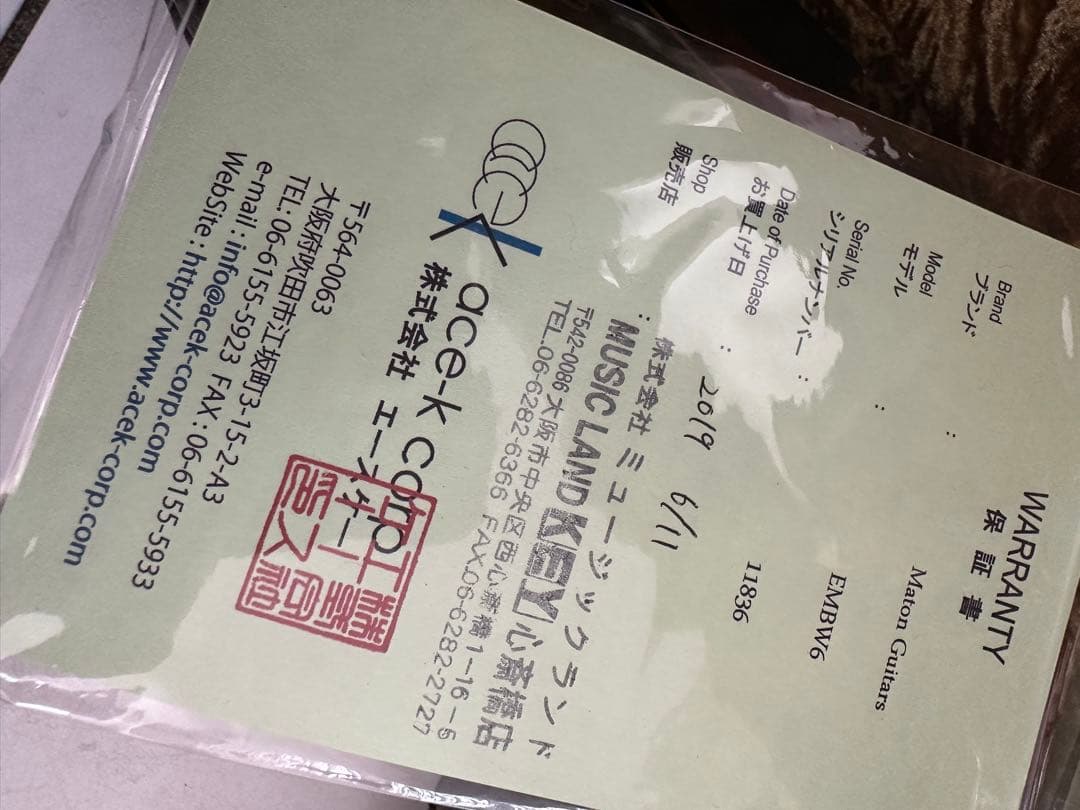 WARRANTY
保証書
Brand
ブランド : Maton Guitars
Model
モデル : EMBW6
Serial No.
シリアルナンバー : 11836
Date of Purchase
お買上げ日 : 2019 6/11
Shop
販売店 :
株式会社 ミュージックランド
MUSIC LAND KEY 心斎橋店
〒542-0086 大阪市中央区西心斎橋1-16-5
TEL.06-6282-6366 FAX.06-6282-2727
ace-k
ace-k corp.
株式会社 エース
〒564-0063
大阪府吹田市江坂町3-15-2-A3
TEL : 06-6155-5923 FAX : 06-6155-5933
e-mail : info@acek-corp.com
WebSite : http://www.acek-corp.com